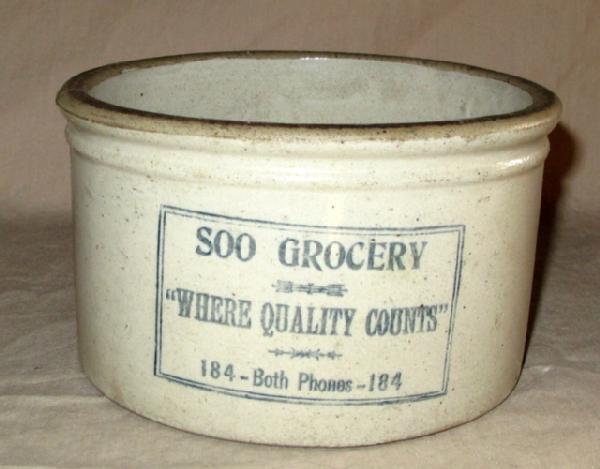 SOO GROCERY
"WHERE QUALITY COUNTS"
184-Both Phones-184